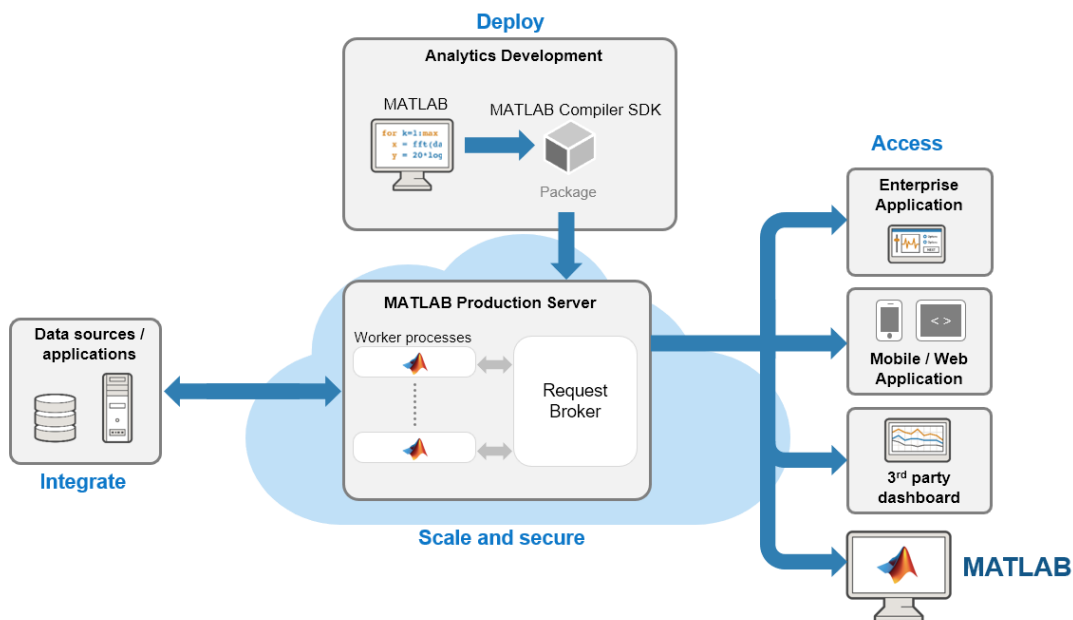 Deploy
Analytics Development
MATLAB
MATLAB Compiler SDK
for k=1:max
x = fft(da
y = 20*log
Package
Access
Enterprise
Application
MATLAB Production Server
Worker processes
Request
Broker
Data sources /
applications
Integrate
< >
Mobile / Web
Application
3rd party
dashboard
Scale and secure
MATLAB